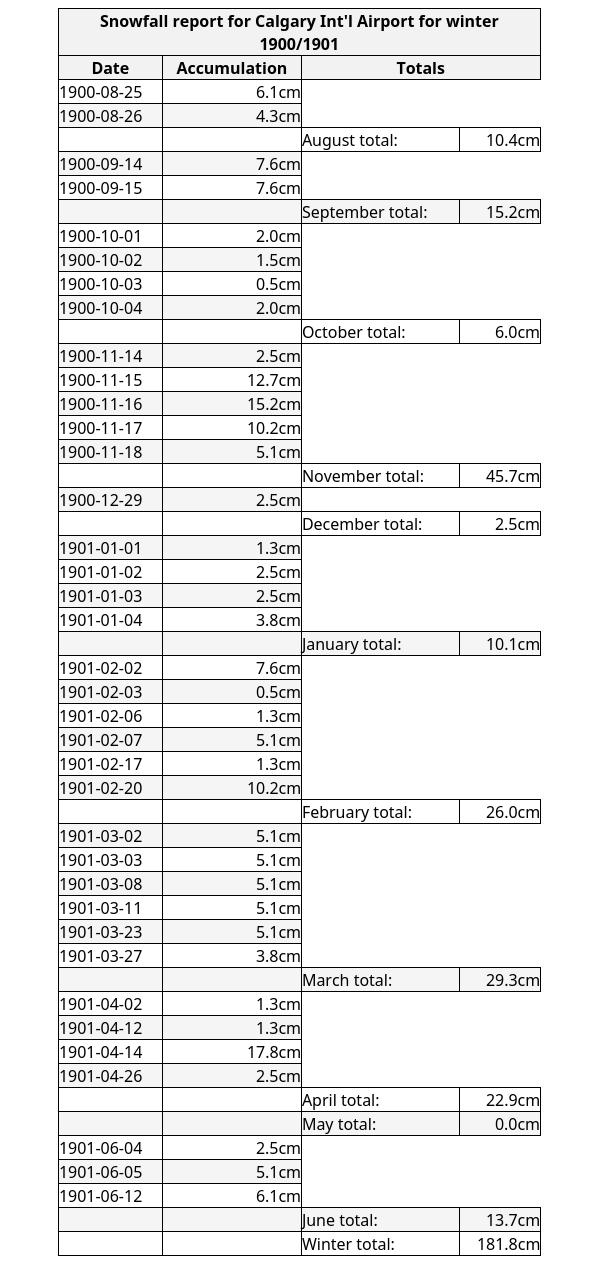 Snowfall report for Calgary Int'l Airport for winter
1900/1901
Date Accumulation Totals
1900-08-25 6.1cm
1900-08-26 4.3cm
August total: 10.4cm
1900-09-14 7.6cm
1900-09-15 7.6cm
September total: 15.2cm
1900-10-01 2.0cm
1900-10-02 1.5cm
1900-10-03 0.5cm
1900-10-04 2.0cm
October total: 6.0cm
1900-11-14 2.5cm
1900-11-15 12.7cm
1900-11-16 15.2cm
1900-11-17 10.2cm
1900-11-18 5.1cm
November total: 45.7cm
1900-12-29 2.5cm
December total: 2.5cm
1901-01-01 1.3cm
1901-01-02 2.5cm
1901-01-03 2.5cm
1901-01-04 3.8cm
January total: 10.1cm
1901-02-02 7.6cm
1901-02-03 0.5cm
1901-02-06 1.3cm
1901-02-07 5.1cm
1901-02-17 1.3cm
1901-02-20 10.2cm
February total: 26.0cm
1901-03-02 5.1cm
1901-03-03 5.1cm
1901-03-08 5.1cm
1901-03-11 5.1cm
1901-03-23 5.1cm
1901-03-27 3.8cm
March total: 29.3cm
1901-04-02 1.3cm
1901-04-12 1.3cm
1901-04-14 17.8cm
1901-04-26 2.5cm
April total: 22.9cm
May total: 0.0cm
1901-06-04 2.5cm
1901-06-05 5.1cm
1901-06-12 6.1cm
June total: 13.7cm
Winter total: 181.8cm